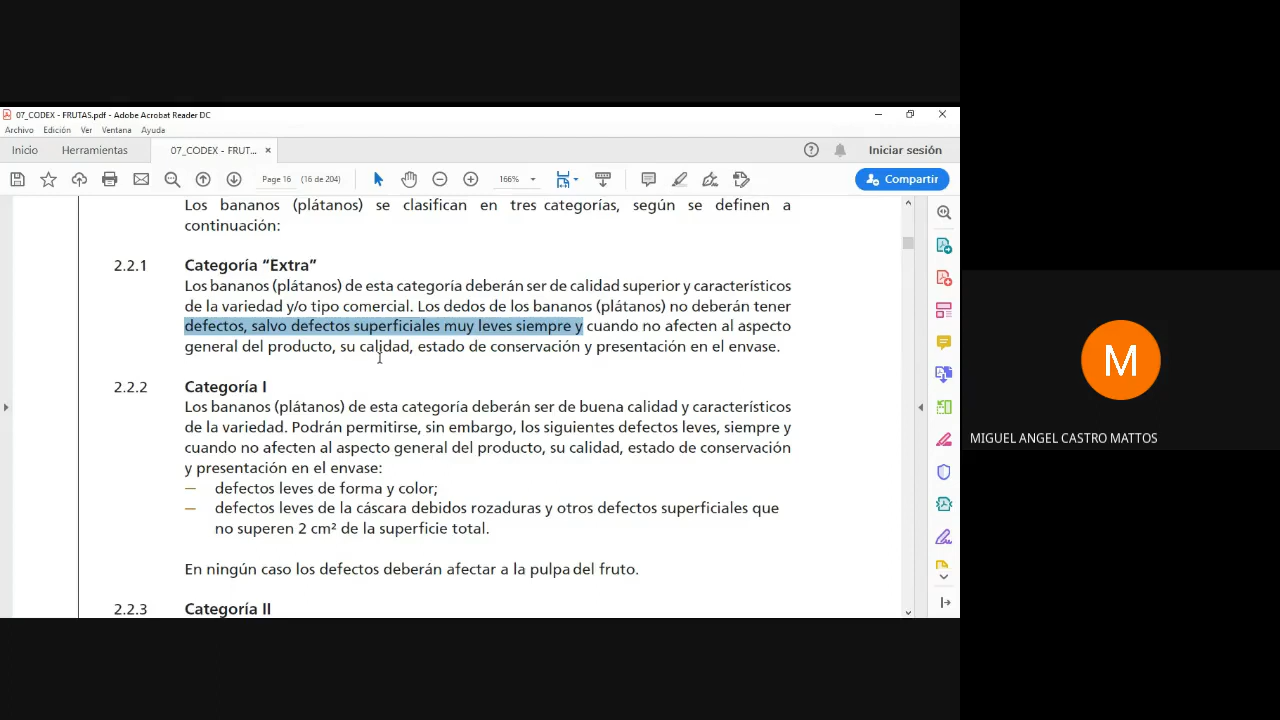 07_CODEX - FRUTAS.pdf - Adobe Acrobat Reader DC
Archivo Edición Ver Ventana Ayuda
Inicio Herramientas 07_CODEX - FRUT... × Iniciar sesión
Page 16 (16 de 204) 166% Compartir
Los bananos (plátanos) se clasifican en tres categorías, según se definen a
continuación:
2.2.1 Categoría “Extra”
Los bananos (plátanos) de esta categoría deberán ser de calidad superior y característicos
de la variedad y/o tipo comercial. Los dedos de los bananos (plátanos) no deberán tener
defectos, salvo defectos superficiales muy leves siempre y cuando no afecten al aspecto
general del producto, su calidad, estado de conservación y presentación en el envase.
2.2.2 Categoría I
Los bananos (plátanos) de esta categoría deberán ser de buena calidad y característicos
de la variedad. Podrán permitirse, sin embargo, los siguientes defectos leves, siempre y
cuando no afecten al aspecto general del producto, su calidad, estado de conservación
y presentación en el envase:
— defectos leves de forma y color;
— defectos leves de la cáscara debidos rozaduras y otros defectos superficiales que
no superen 2 cm² de la superficie total.
En ningún caso los defectos deberán afectar a la pulpa del fruto.
2.2.3 Categoría II
M
MIGUEL ANGEL CASTRO MATTOS